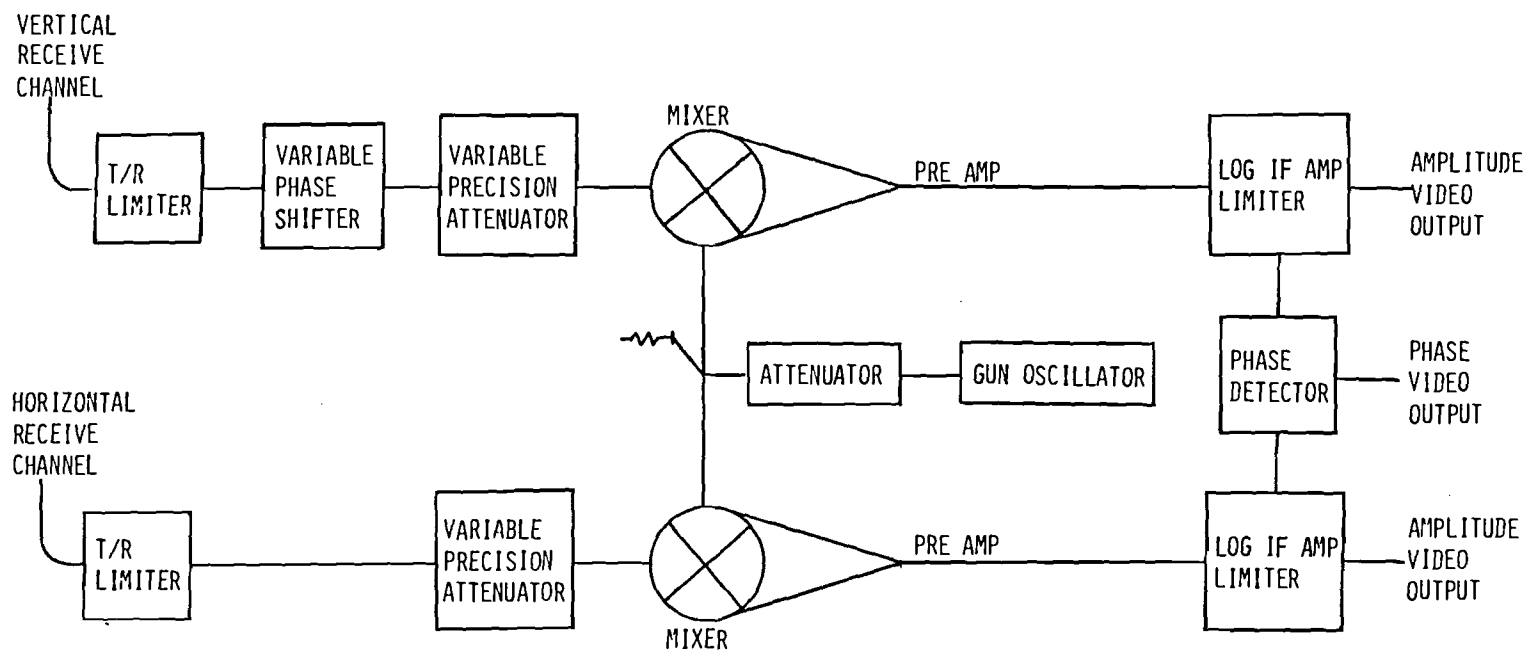 VERTICAL
RECEIVE
CHANNEL
T/R
LIMITER
VARIABLE
PHASE
SHIFTER
VARIABLE
PRECISION
ATTENUATOR
MIXER
PRE AMP
LOG IF AMP
LIMITER
AMPLITUDE
VIDEO
OUTPUT
ATTENUATOR
GUN OSCILLATOR
PHASE
DETECTOR
PHASE
VIDEO
OUTPUT
HORIZONTAL
RECEIVE
CHANNEL
T/R
LIMITER
VARIABLE
PRECISION
ATTENUATOR
MIXER
PRE AMP
LOG IF AMP
LIMITER
AMPLITUDE
VIDEO
OUTPUT